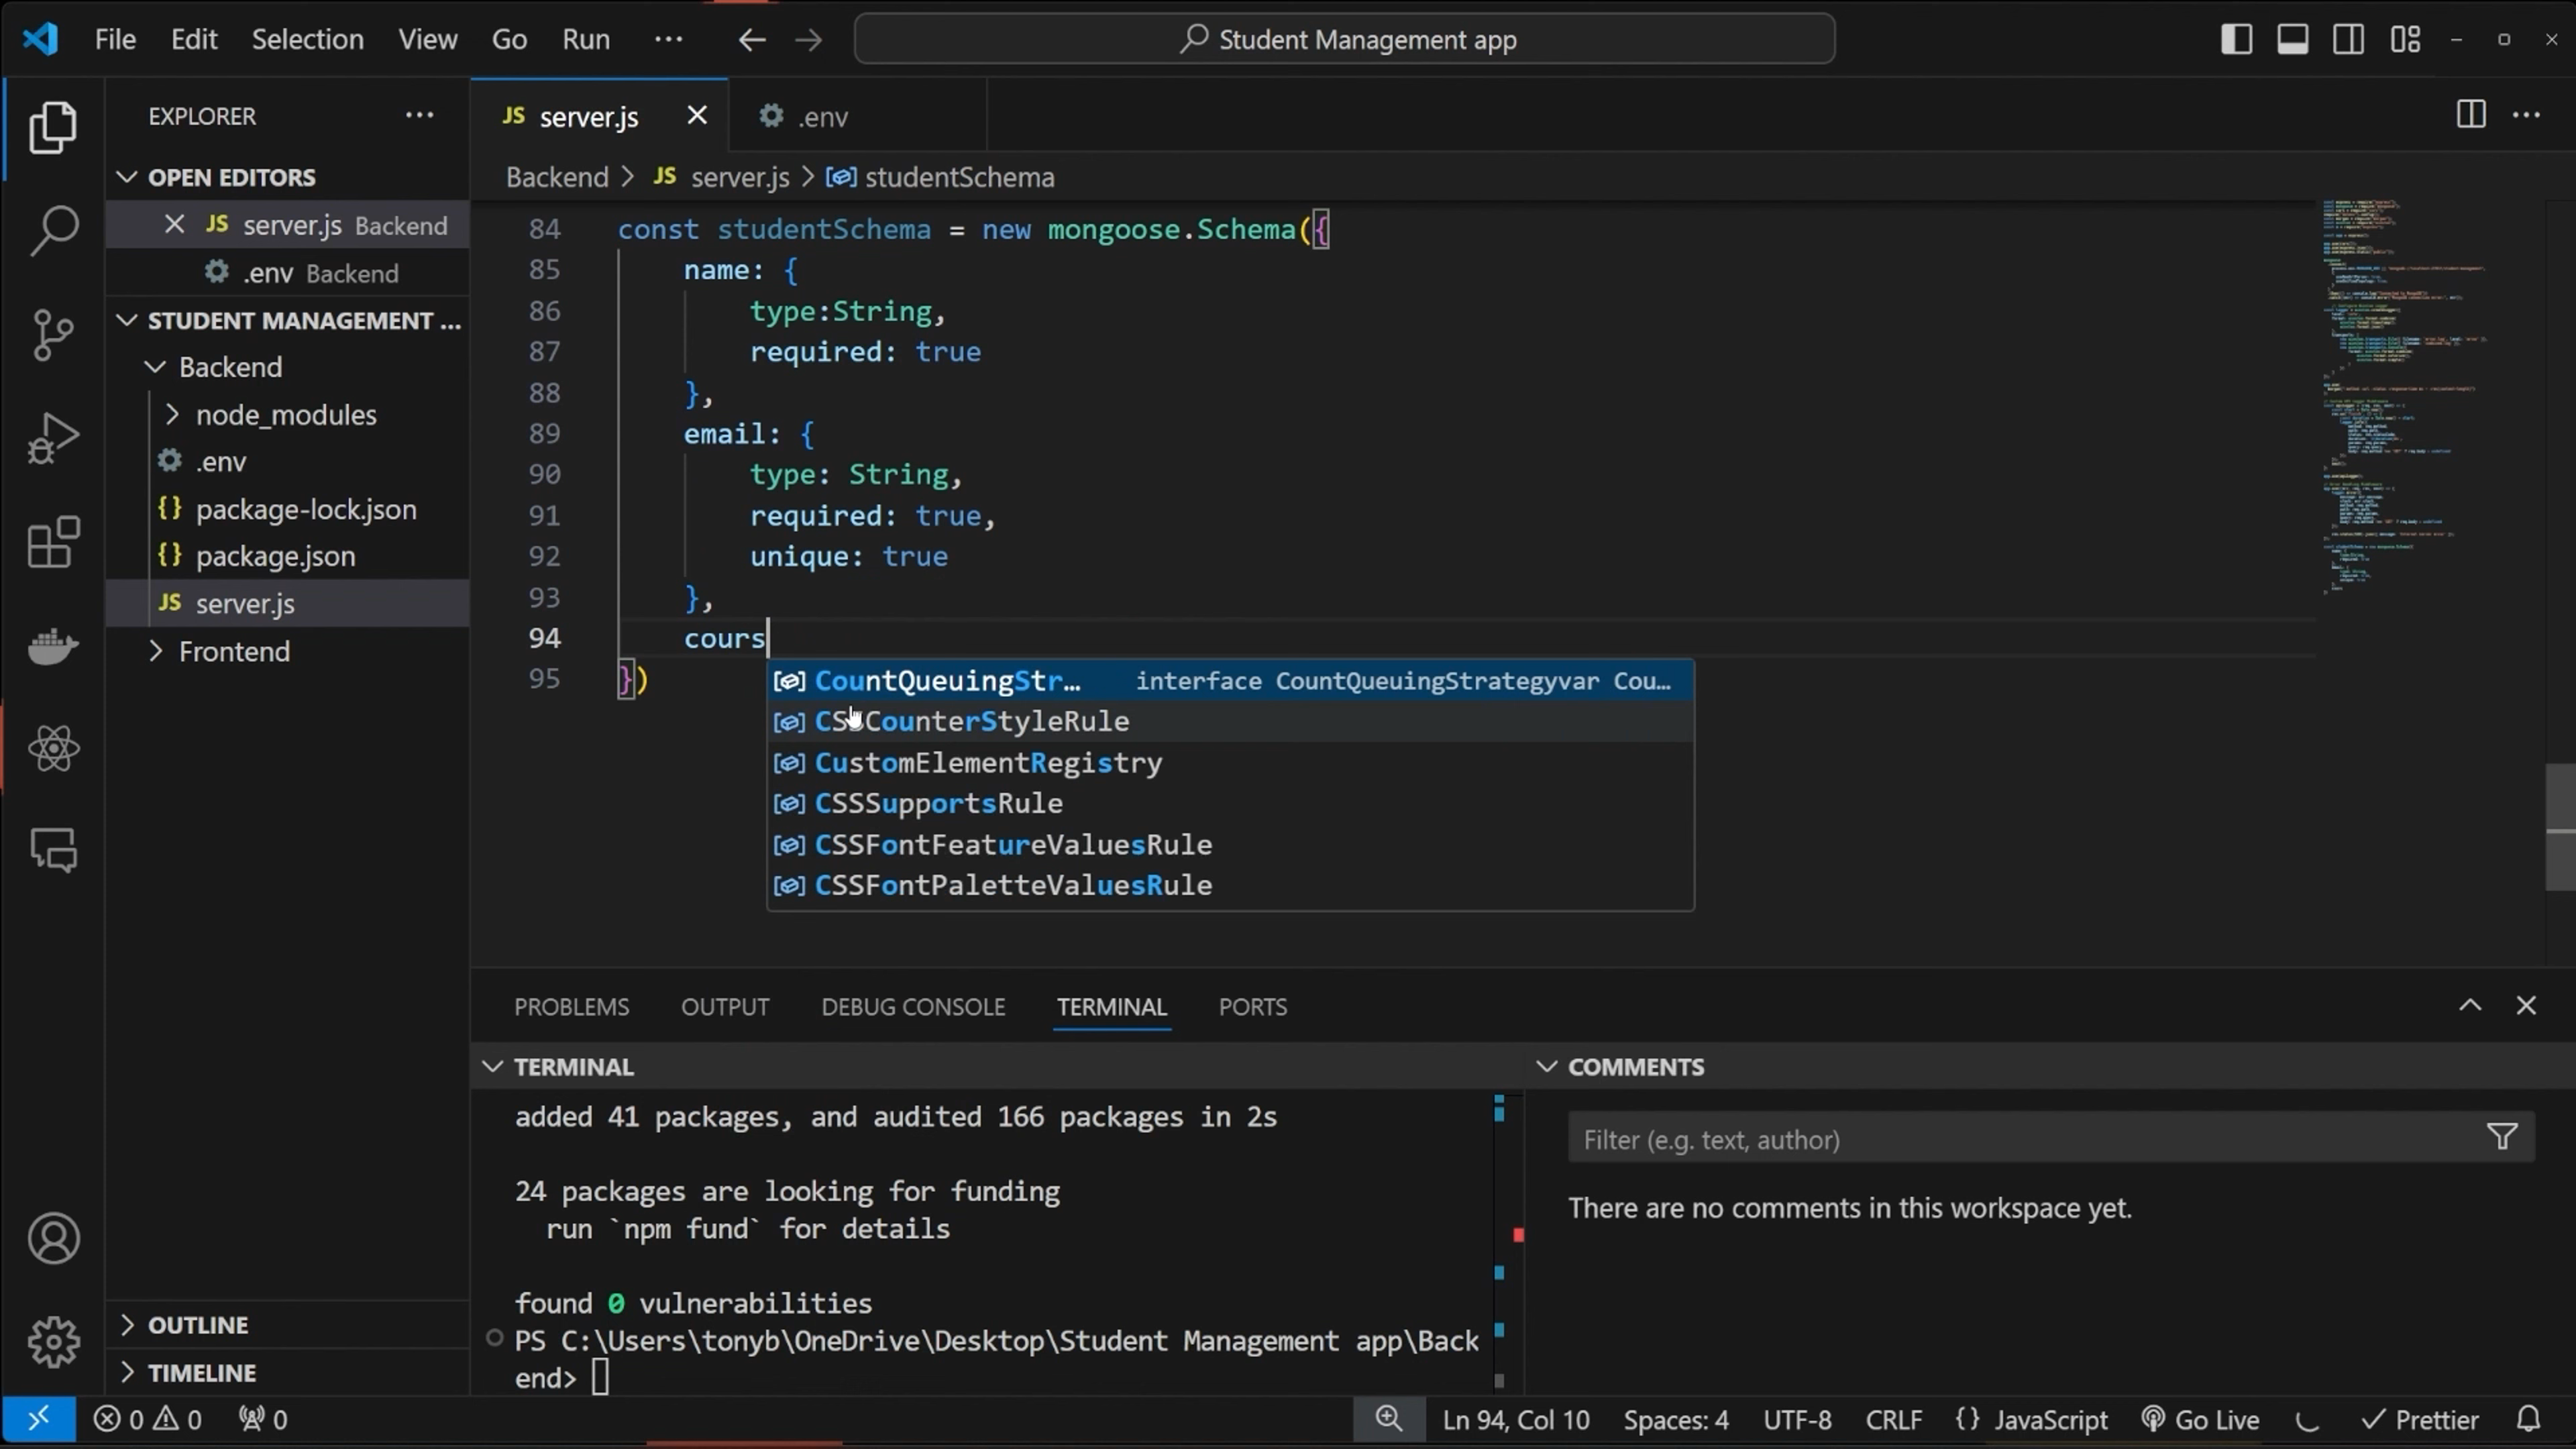 File Edit Selection View Go Run ···
Student Management app
EXPLORER
OPEN EDITORS
JS server.js Backend
.env Backend
STUDENT MANAGEMENT ...
Backend
node_modules
.env
{} package-lock.json
{} package.json
JS server.js
Frontend
OUTLINE
TIMELINE
JS server.js
.env
Backend > JS server.js > studentSchema
84 const studentSchema = new mongoose.Schema({
85 name: {
86 type:String,
87 required: true
88 },
89 email: {
90 type: String,
91 required: true,
92 unique: true
93 },
94 cours
95 })
CountQueuingStr… interface CountQueuingStrategyvar Cou…
CSSCounterStyleRule
CustomElementRegistry
CSSSupportsRule
CSSFontFeatureValuesRule
CSSFontPaletteValuesRule
PROBLEMS OUTPUT DEBUG CONSOLE TERMINAL PORTS
TERMINAL
added 41 packages, and audited 166 packages in 2s
24 packages are looking for funding
run `npm fund` for details
found 0 vulnerabilities
PS C:\Users\tonyb\OneDrive\Desktop\Student Management app\Back
end>
COMMENTS
Filter (e.g. text, author)
There are no comments in this workspace yet.
0 0 0
Ln 94, Col 10 Spaces: 4 UTF-8 CRLF {} JavaScript Go Live Prettier